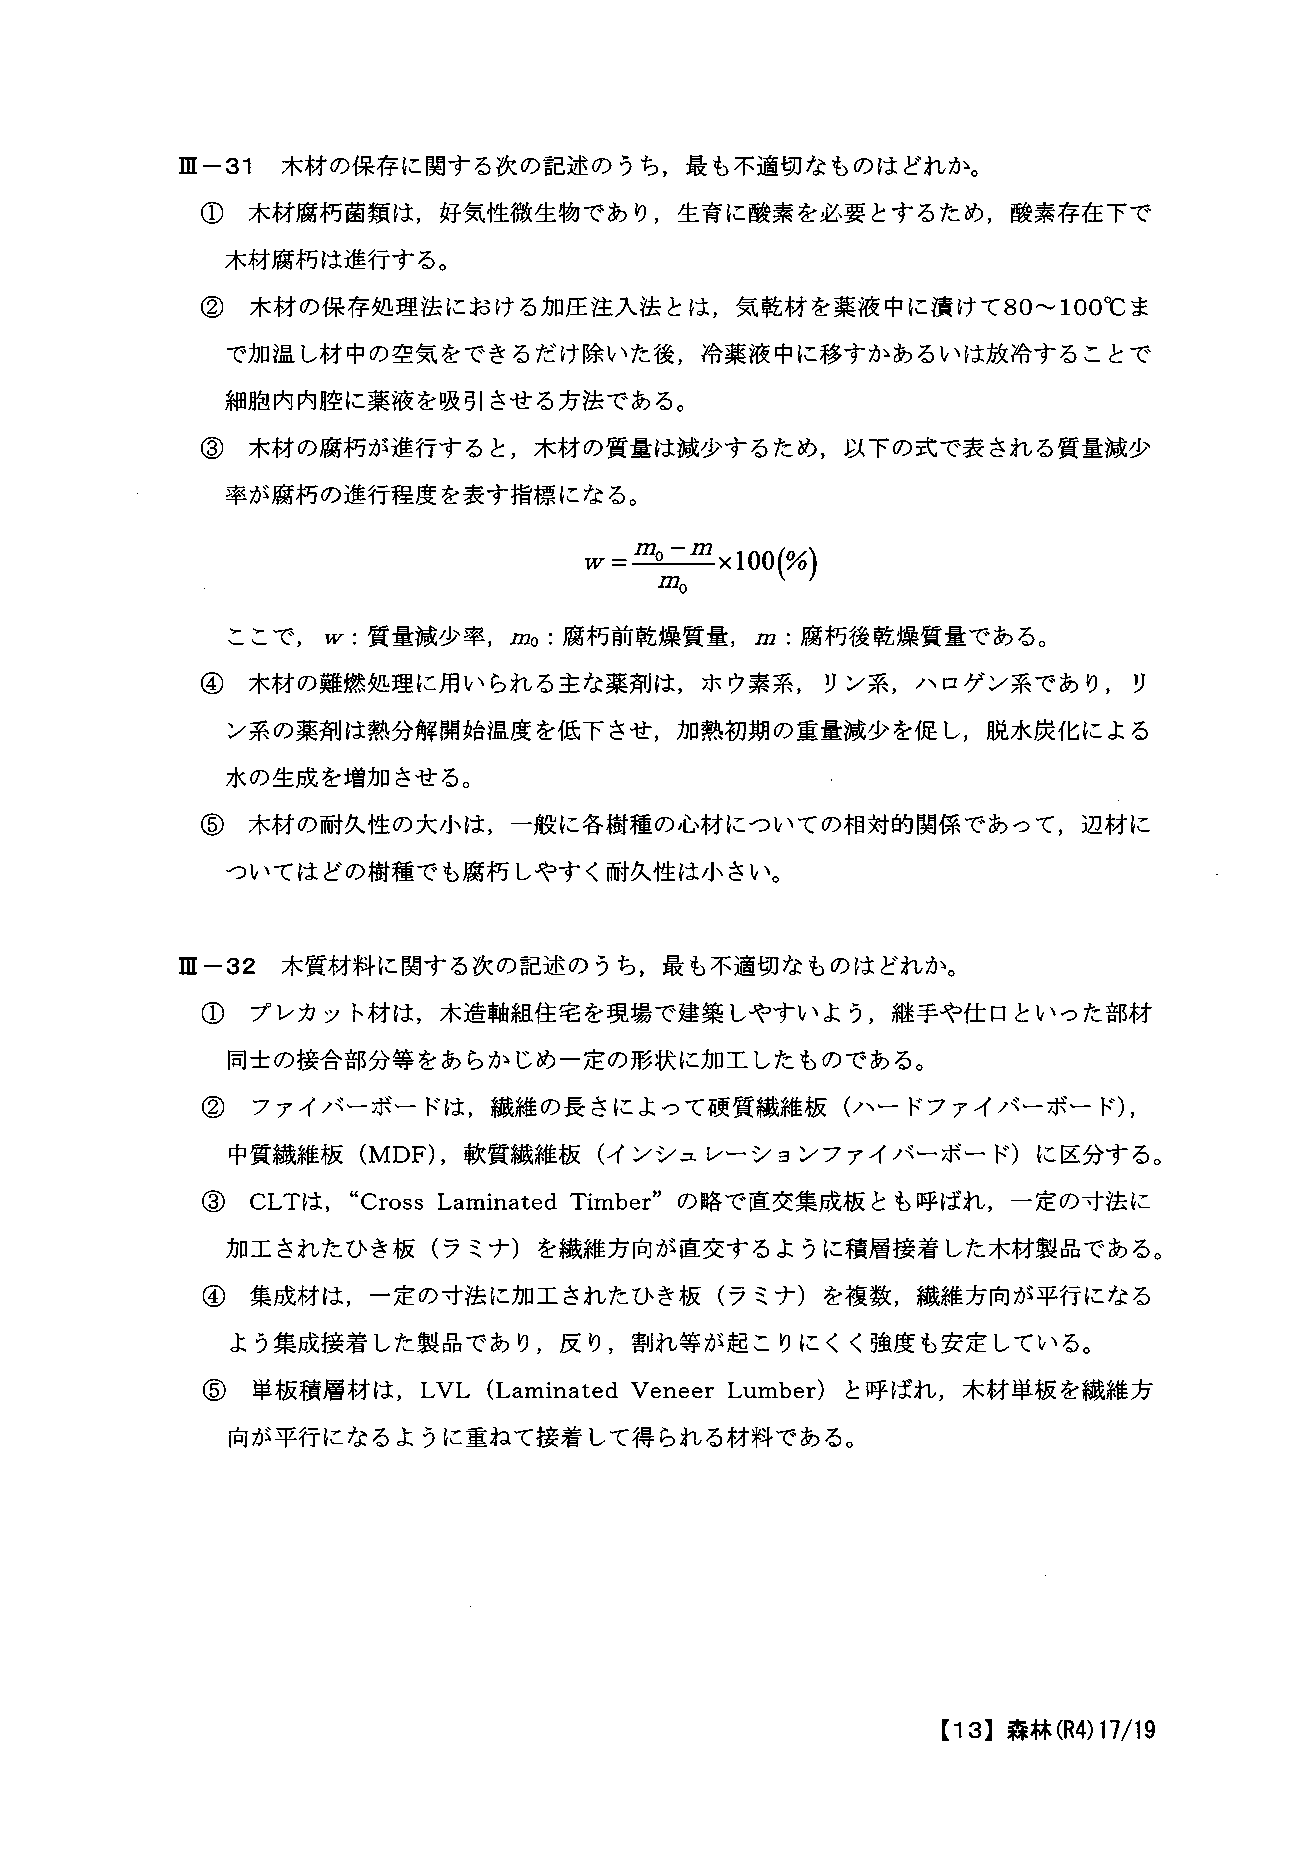 Ⅲ－31　木材の保存に関する次の記述のうち，最も不適切なものはどれか。
①　木材腐朽菌類は，好気性微生物であり，生育に酸素を必要とするため，酸素存在下で
木材腐朽は進行する。
②　木材の保存処理法における加圧注入法とは，気乾材を薬液中に漬けて80～100℃ま
で加温し材中の空気をできるだけ除いた後，冷薬液中に移すかあるいは放冷することで
細胞内内腔に薬液を吸引させる方法である。
③　木材の腐朽が進行すると，木材の質量は減少するため，以下の式で表される質量減少
率が腐朽の進行程度を表す指標になる。
w = (m₀ − m) / m₀ × 100(%)
ここで，w：質量減少率，m₀：腐朽前乾燥質量，m：腐朽後乾燥質量である。
④　木材の難燃処理に用いられる主な薬剤は，ホウ素系，リン系，ハロゲン系であり，リ
ン系の薬剤は熱分解開始温度を低下させ，加熱初期の重量減少を促し，脱水炭化による
水の生成を増加させる。
⑤　木材の耐久性の大小は，一般に各樹種の心材についての相対的関係であって，辺材に
ついてはどの樹種でも腐朽しやすく耐久性は小さい。
Ⅲ－32　木質材料に関する次の記述のうち，最も不適切なものはどれか。
①　プレカット材は，木造軸組住宅を現場で建築しやすいよう，継手や仕口といった部材
同士の接合部分等をあらかじめ一定の形状に加工したものである。
②　ファイバーボードは，繊維の長さによって硬質繊維板（ハードファイバーボード），
中質繊維板（MDF），軟質繊維板（インシュレーションファイバーボード）に区分する。
③　CLTは，“Cross Laminated Timber”の略で直交集成板とも呼ばれ，一定の寸法に
加工されたひき板（ラミナ）を繊維方向が直交するように積層接着した木材製品である。
④　集成材は，一定の寸法に加工されたひき板（ラミナ）を複数，繊維方向が平行になる
よう集成接着した製品であり，反り，割れ等が起こりにくく強度も安定している。
⑤　単板積層材は，LVL（Laminated Veneer Lumber）と呼ばれ，木材単板を繊維方
向が平行になるように重ねて接着して得られる材料である。
【13】森林(R4)17/19